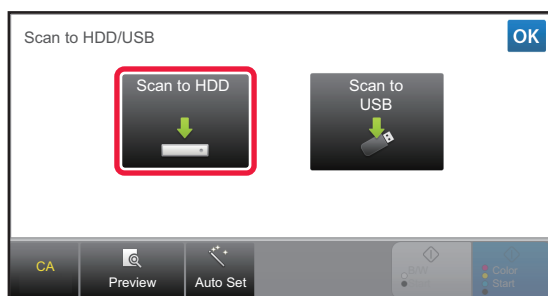 Scan to HDD/USB
OK
Scan to HDD
Scan to
USB
CA
Preview
Auto Set
B/W
Start
Color
Start